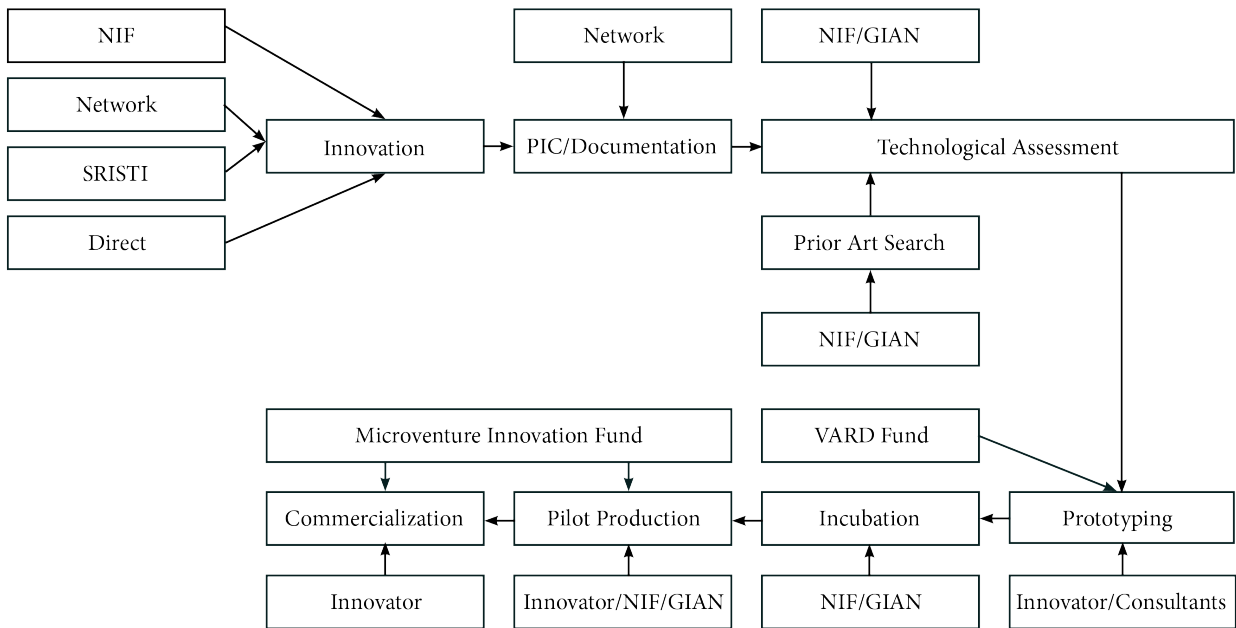 NIF
Network
NIF/GIAN
Network
Innovation
PIC/Documentation
Technological Assessment
SRISTI
Direct
Prior Art Search
NIF/GIAN
Microventure Innovation Fund
VARD Fund
Commercialization
Pilot Production
Incubation
Prototyping
Innovator
Innovator/NIF/GIAN
NIF/GIAN
Innovator/Consultants